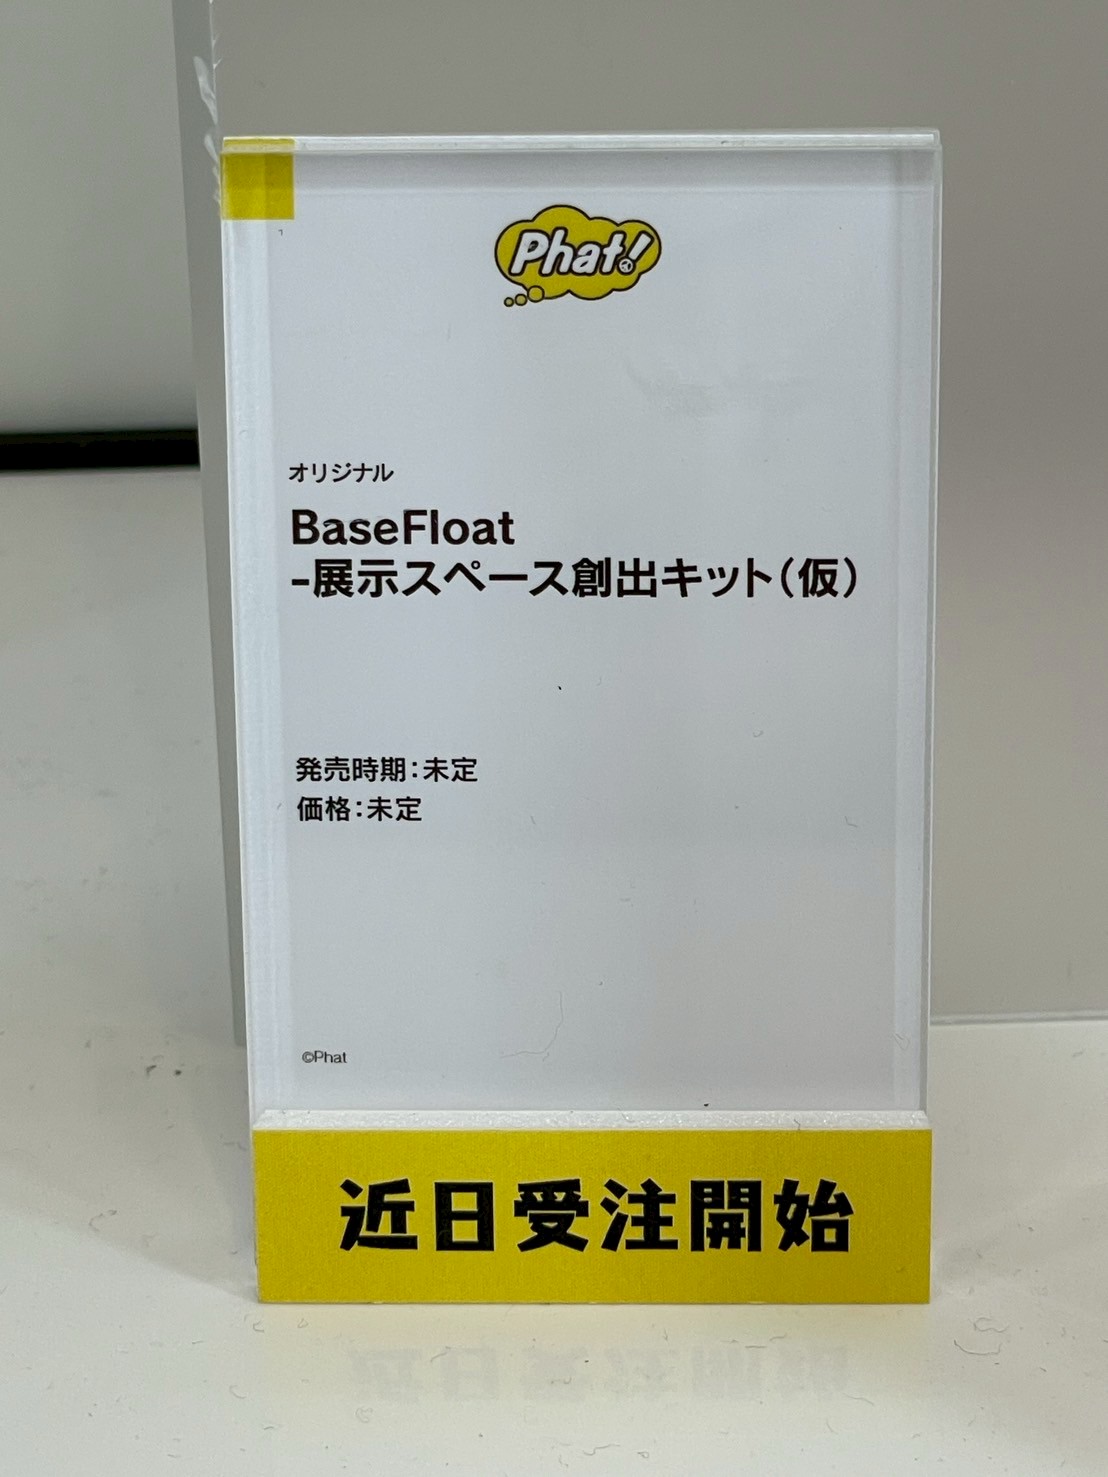 Phat!
オリジナル
BaseFloat
-展示スペース創出キット(仮)
発売時期:未定
価格:未定
©Phat
近日受注開始